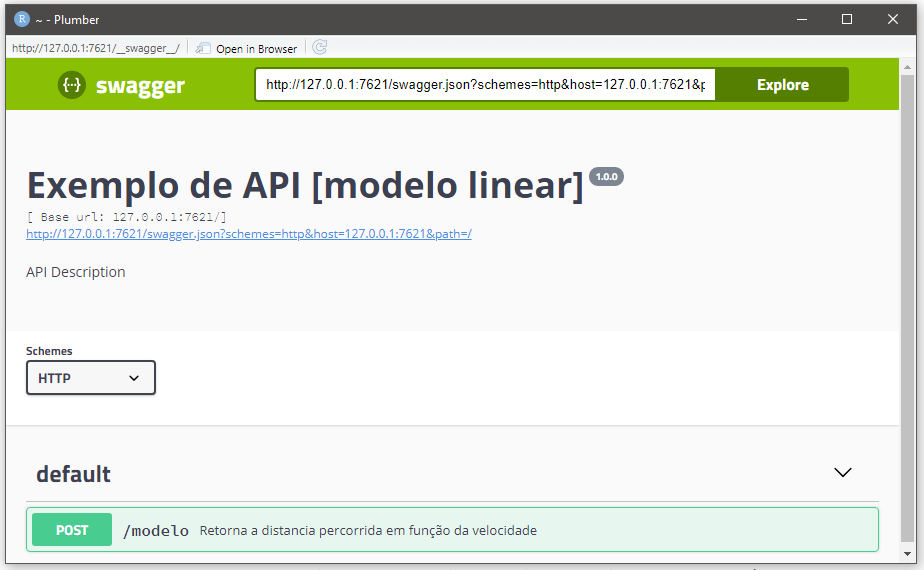 R ~ - Plumber
http://127.0.0.1:7621/__swagger__/ Open in Browser
{··} swagger http://127.0.0.1:7621/swagger.json?schemes=http&host=127.0.0.1:7621&p Explore
Exemplo de API [modelo linear] 1.0.0
[ Base url: 127.0.0.1:7621/]
http://127.0.0.1:7621/swagger.json?schemes=http&host=127.0.0.1:7621&path=/
API Description
Schemes
HTTP
default
POST /modelo Retorna a distancia percorrida em função da velocidade